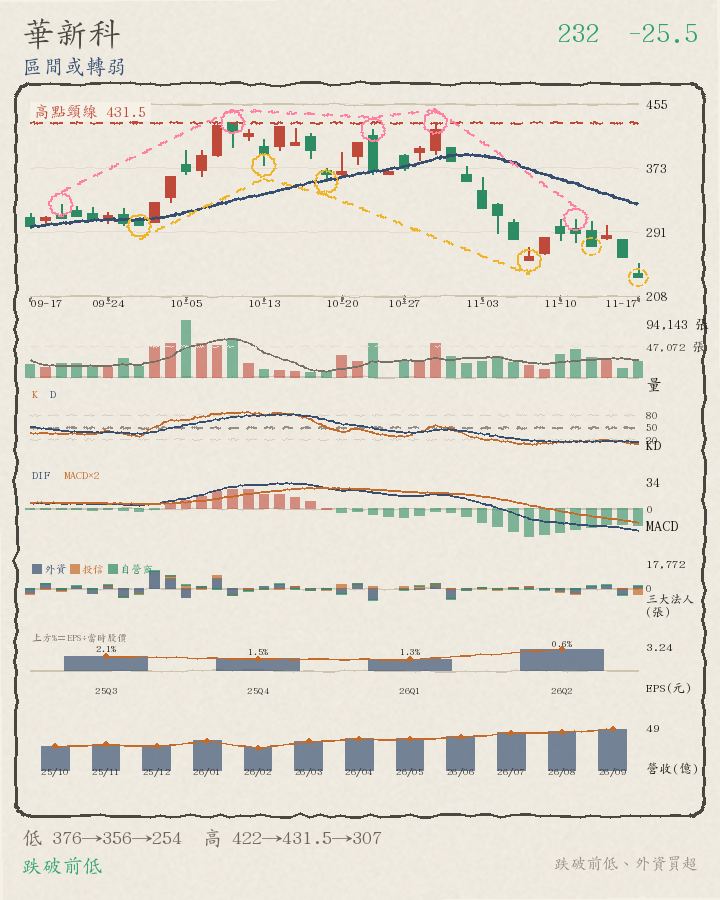 華新科
232 -25.5
區間或轉弱
高點頸線 431.5
455
373
291
208
09-17 09-24 10-05 10-13 10-20 10-27 11-03 11-10 11-17
94,143 張
47,072 張
量
K D
80
50
20
KD
DIF MACD×2
34
0
MACD
外資 投信 自營商
17,772
0
三大法人
(張)
上方%=EPS÷當時股價
2.1% 1.5% 1.3% 0.6%
3.24
25Q3 25Q4 26Q1 26Q2
EPS(元)
49
25/10 25/11 25/12 26/01 26/02 26/03 26/04 26/05 26/06 26/07 26/08 26/09
營收(億)
低 376→356→254 高 422→431.5→307
跌破前低
跌破前低、外資買超